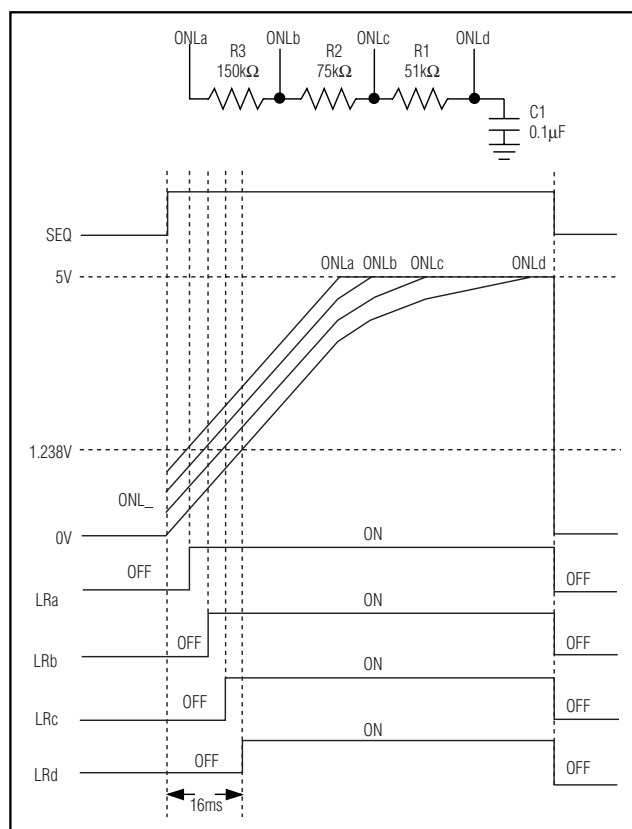 ONLa ONLb ONLc ONLd
R3 R2 R1
150kΩ 75kΩ 51kΩ
C1
0.1µF
SEQ
ONLa ONLb ONLc ONLd
5V
1.238V
ONL_
0V
ON
OFF
LRa
OFF
ON
OFF
LRb
OFF
ON
OFF
LRc
OFF
ON
OFF
LRd
OFF
16ms